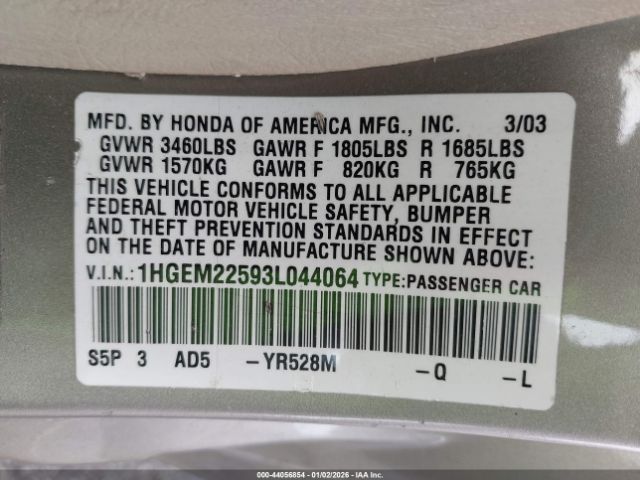 MFD. BY HONDA OF AMERICA MFG., INC. 3/03
GVWR 3460LBS GAWR F 1805LBS R 1685LBS
GVWR 1570KG GAWR F 820KG R 765KG
THIS VEHICLE CONFORMS TO ALL APPLICABLE
FEDERAL MOTOR VEHICLE SAFETY, BUMPER
AND THEFT PREVENTION STANDARDS IN EFFECT
ON THE DATE OF MANUFACTURE SHOWN ABOVE:
V.I.N.: 1HGEM22593L044064 TYPE:PASSENGER CAR
S5P 3 AD5 -YR528M -Q -L
© -44056854 | 01/02/2026 - IAA Holdings, LLC